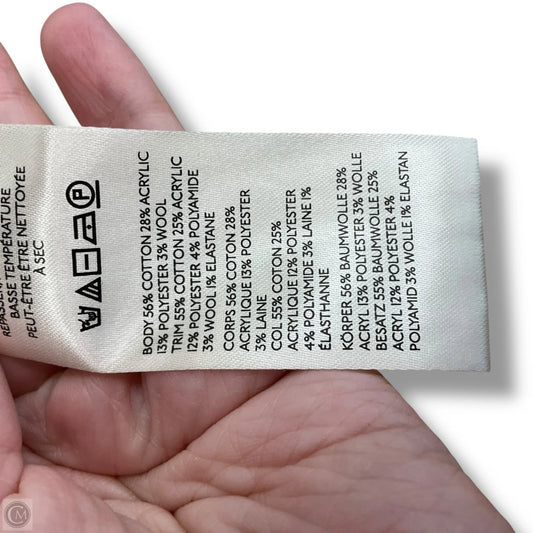 REPASSER
BASSE TEMPÉRATURE
PEUT-ÊTRE ÊTRE NETTOYÉE
À SEC
P
BODY 56% COTTON 28% ACRYLIC
13% POLYESTER 3% WOOL
TRIM 55% COTTON 25% ACRYLIC
12% POLYESTER 4% POLYAMIDE
3% WOOL 1% ELASTANE
CORPS 56% COTON 28%
ACRYLIQUE 13% POLYESTER
3% LAINE
COL 55% COTON 25%
ACRYLIQUE 12% POLYESTER
4% POLYAMIDE 3% LAINE 1%
ÉLASTHANNE
KÖRPER 56% BAUMWOLLE 28%
ACRYL 13% POLYESTER 3% WOLLE
BESATZ 55% BAUMWOLLE 25%
ACRYL 12% POLYESTER 4%
POLYAMID 3% WOLLE 1% ELASTAN
CM